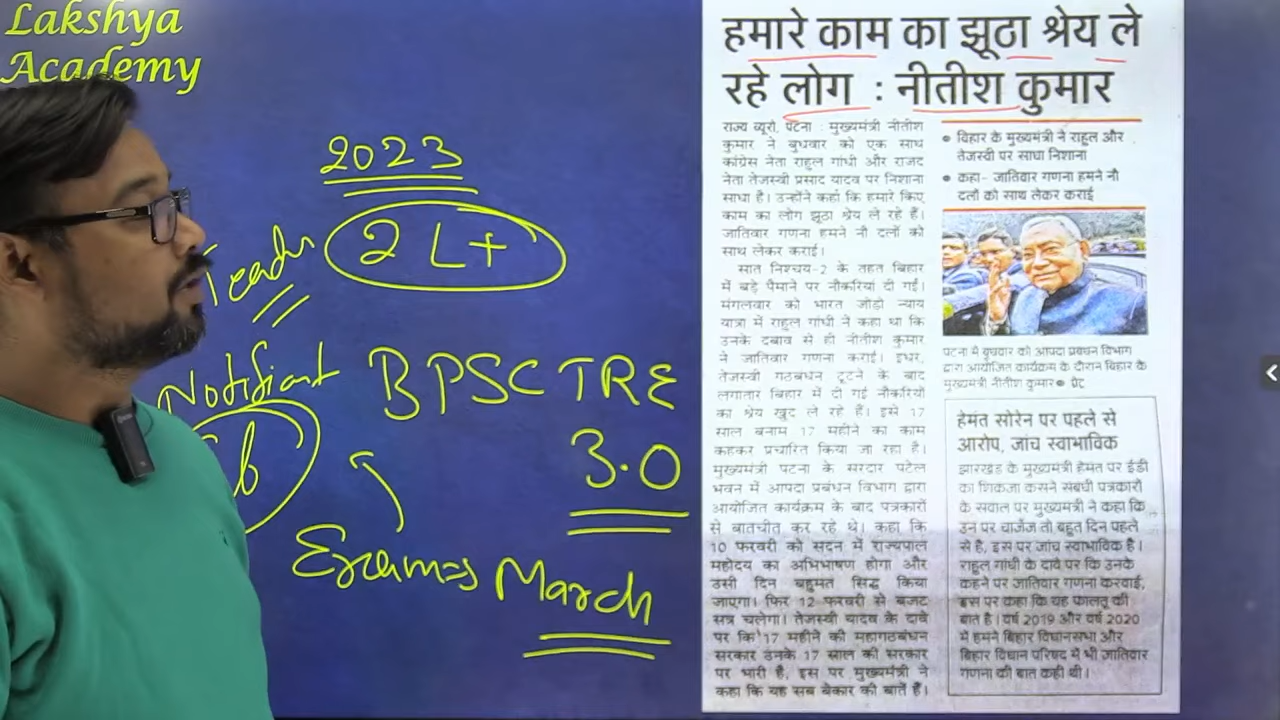 Lakshya
Academy
2023
Teacher
2 L+
Notifiant
BPSC TRE
3.0
Feb
Exam => March
हमारे काम का झूठा श्रेय ले
रहे लोग : नीतीश कुमार
राज्य ब्यूरो, पटना : मुख्यमंत्री नीतीश
कुमार ने बुधवार को एक साथ
कांग्रेस नेता राहुल गांधी और राजद
नेता तेजस्वी प्रसाद यादव पर निशाना
साधा है। उन्होंने कहा कि हमारे किए
काम का लोग झूठा श्रेय ले रहे हैं।
जातिवार गणना हमने नौ दलों को
साथ लेकर कराई।
सात निश्चय-2 के तहत बिहार
में बड़े पैमाने पर नौकरियां दी गई।
मंगलवार को भारत जोड़ो न्याय
यात्रा में राहुल गांधी ने कहा था कि
उनके दबाव से ही नीतीश कुमार
ने जातिवार गणना कराई। इधर,
तेजस्वी गठबंधन टूटने के बाद
लगातार बिहार में दी गई नौकरियों
का श्रेय खुद ले रहे हैं। इसे 17
साल बनाम 17 महीने का काम
कहकर प्रचारित किया जा रहा है।
मुख्यमंत्री पटना के सरदार पटेल
भवन में आपदा प्रबंधन विभाग द्वारा
आयोजित कार्यक्रम के बाद पत्रकारों
से बातचीत कर रहे थे। कहा कि
10 फरवरी को सदन में राज्यपाल
महोदय का अभिभाषण होगा और
उसी दिन बहुमत सिद्ध किया
जाएगा। फिर 12 फरवरी से बजट
सत्र चलेगा। तेजस्वी यादव के दावे
पर कि 17 महीने की महागठबंधन
सरकार उनके 17 साल की सरकार
पर भारी है, इस पर मुख्यमंत्री ने
कहा कि यह सब बेकार की बातें हैं।
• बिहार के मुख्यमंत्री ने राहुल और
तेजस्वी पर साधा निशाना
• कहा- जातिवार गणना हमने नौ
दलों को साथ लेकर कराई
पटना में बुधवार को आपदा प्रबंधन विभाग
द्वारा आयोजित कार्यक्रम के दौरान बिहार के
मुख्यमंत्री नीतीश कुमार ● प्रेट्र
हेमंत सोरेन पर पहले से
आरोप, जांच स्वाभाविक
झारखंड के मुख्यमंत्री हेमंत पर ईडी
का शिकंजा कसने संबंधी पत्रकारों
के सवाल पर मुख्यमंत्री ने कहा कि
उन पर चार्जेज तो बहुत दिन पहले
से है, इस पर जांच स्वाभाविक है।
राहुल गांधी के दावे पर कि उनके
कहने पर जातिवार गणना करवाई,
इस पर कहा कि यह फालतू की
बात है। वर्ष 2019 और वर्ष 2020
में हमने बिहार विधानसभा और
बिहार विधान परिषद में भी जातिवार
गणना की बात कही थी।